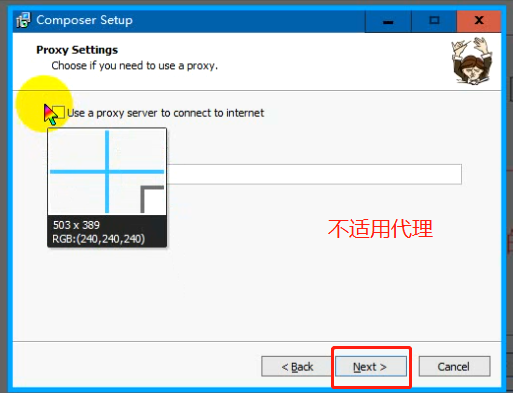 Composer Setup
Proxy Settings
Choose if you need to use a proxy.
Use a proxy server to connect to internet
503 x 389
RGB:(240,240,240)
不适用代理
< Back
Next >
Cancel